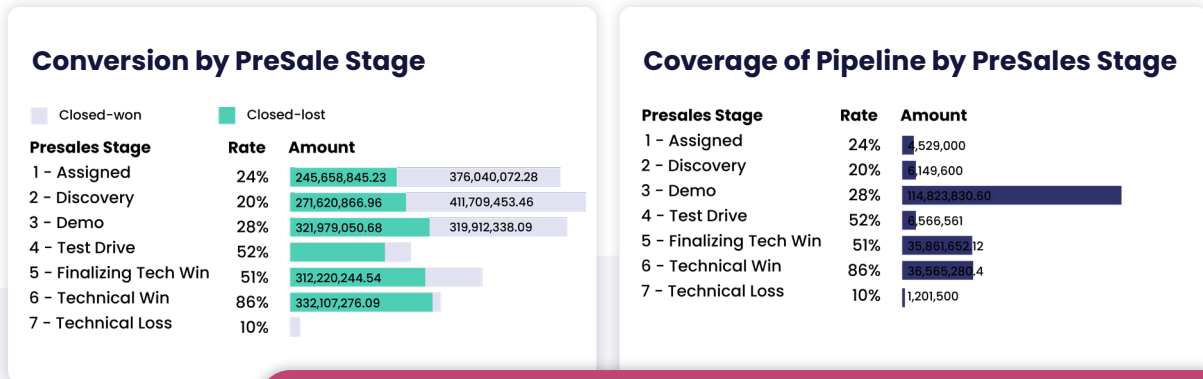 Conversion by PreSale Stage
Closed-won Closed-lost
Presales Stage Rate Amount
1 - Assigned 24% 245,658,845.23 376,040,072.28
2 - Discovery 20% 271,620,866.96 411,709,453.46
3 - Demo 28% 321,979,050.68 319,912,338.09
4 - Test Drive 52%
5 - Finalizing Tech Win 51% 312,220,244.54
6 - Technical Win 86% 332,107,276.09
7 - Technical Loss 10%
Coverage of Pipeline by PreSales Stage
Presales Stage Rate Amount
1 - Assigned 24% 4,529,000
2 - Discovery 20% 6,149,600
3 - Demo 28% 114,823,830.60
4 - Test Drive 52% 6,566,561
5 - Finalizing Tech Win 51% 35,861,652.12
6 - Technical Win 86% 36,565,280.4
7 - Technical Loss 10% 1,201,500